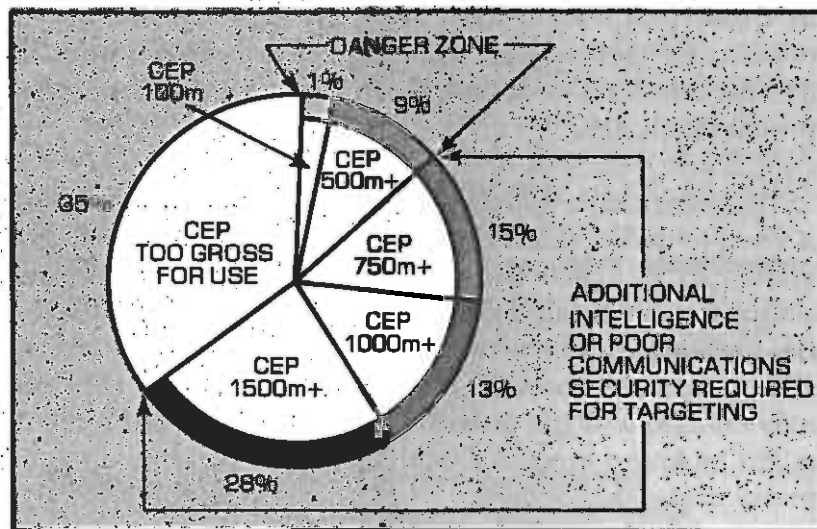 DANGER ZONE
CEP
100m
1%
9%
CEP
500m+
35%
CEP
TOO GROSS
FOR USE
CEP
750m+
15%
CEP
1000m+
ADDITIONAL
INTELLIGENCE
OR POOR
COMMUNICATIONS
SECURITY REQUIRED
FOR TARGETING
CEP
1500m+
13%
28%